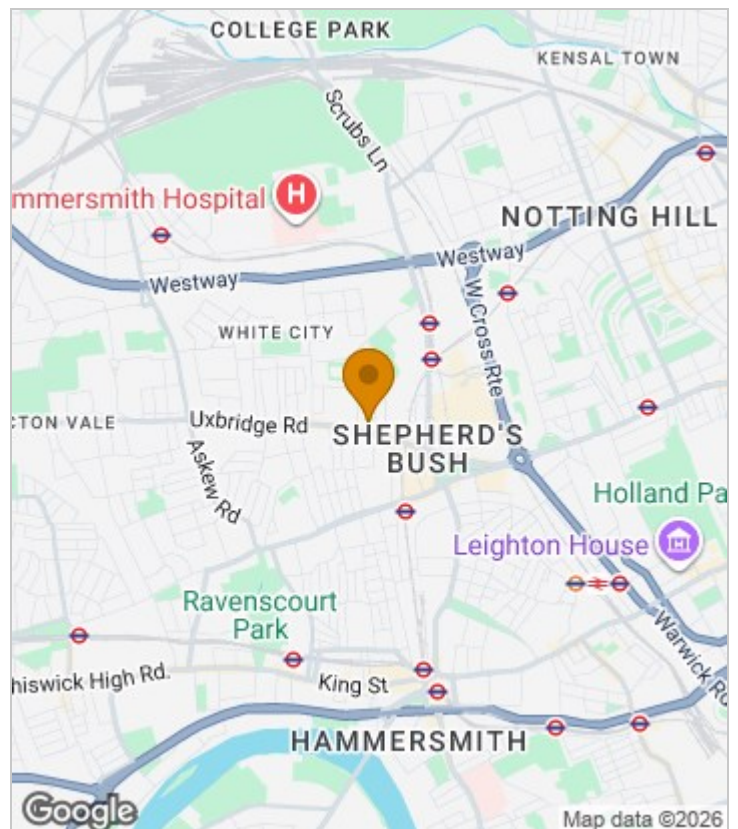 COLLEGE PARK
KENSAL TOWN
Scrubs Ln
mmersmith Hospital
H
NOTTING HILL
Westway
Westway
W Cross Rte
WHITE CITY
CTON VALE
Uxbridge Rd
SHEPHERD'S
BUSH
Askew Rd
Holland Pa
Leighton House
Ravenscourt
Park
Warwick Rd
hiswick High Rd.
King St
HAMMERSMITH
Google
Map data ©2026